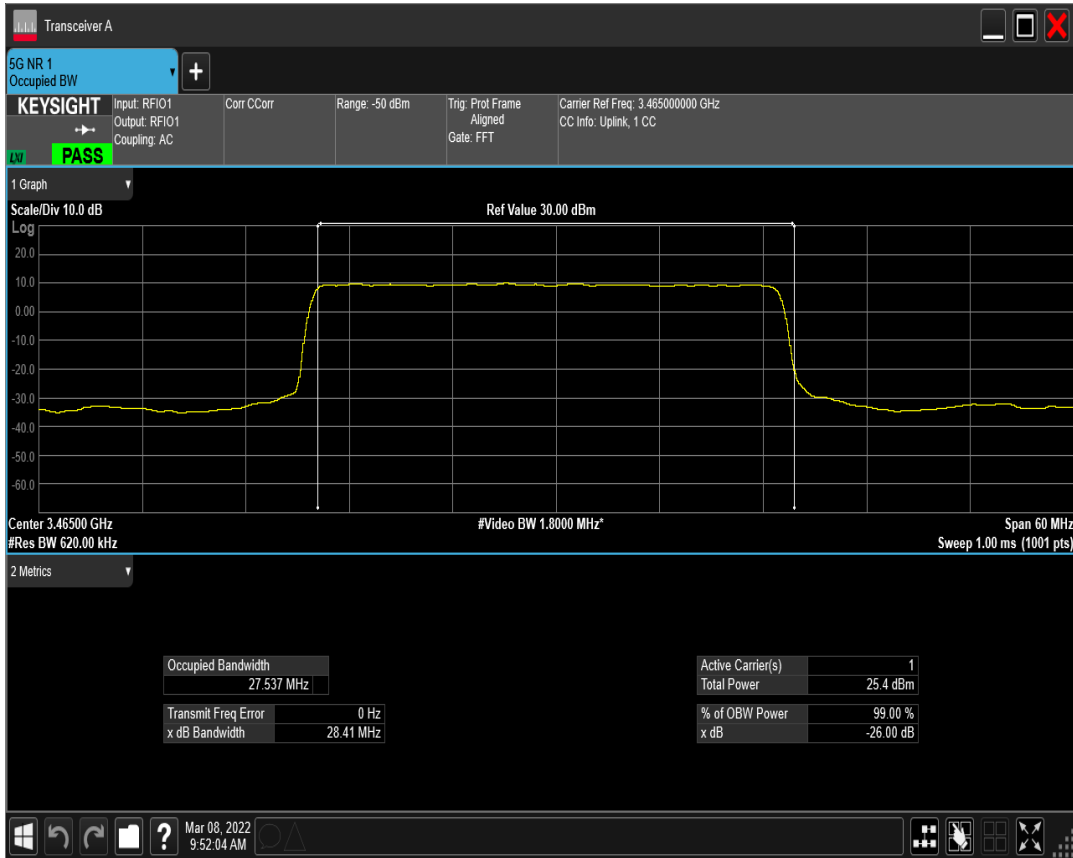 Transceiver A
5G NR 1
Occupied BW
+
KEYSIGHT
LXI
PASS
Input: RFIO1
Output: RFIO1
Coupling: AC
Corr CCorr
Range: -50 dBm
Trig: Prot Frame
Aligned
Gate: FFT
Carrier Ref Freq: 3.465000000 GHz
CC Info: Uplink, 1 CC
1 Graph
Scale/Div 10.0 dB
Ref Value 30.00 dBm
Log
20.0
10.0
0.00
-10.0
-20.0
-30.0
-40.0
-50.0
-60.0
Center 3.46500 GHz
#Video BW 1.8000 MHz*
Span 60 MHz
#Res BW 620.00 kHz
Sweep 1.00 ms (1001 pts)
2 Metrics
Occupied Bandwidth
27.537 MHz
Transmit Freq Error 0 Hz
x dB Bandwidth 28.41 MHz
Active Carrier(s) 1
Total Power 25.4 dBm
% of OBW Power 99.00 %
x dB -26.00 dB
?
Mar 08, 2022
9:52:04 AM